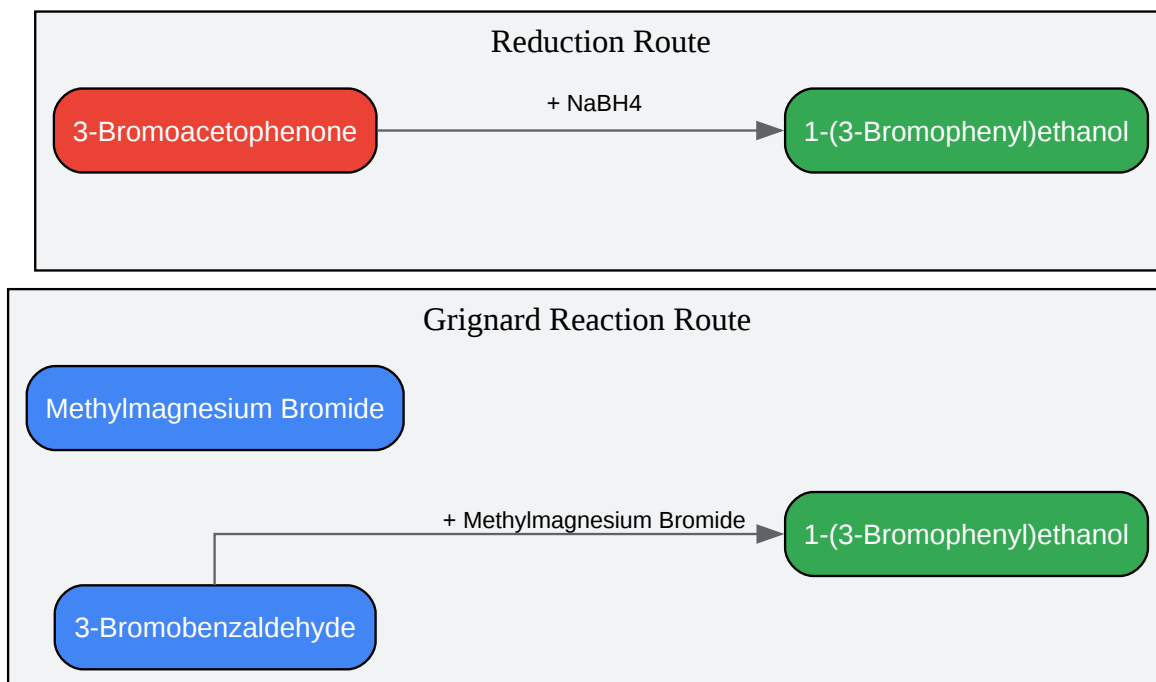 Reduction Route
+ NaBH4
3-Bromoacetophenone
1-(3-Bromophenyl)ethanol
Grignard Reaction Route
Methylmagnesium Bromide
+ Methylmagnesium Bromide
1-(3-Bromophenyl)ethanol
3-Bromobenzaldehyde